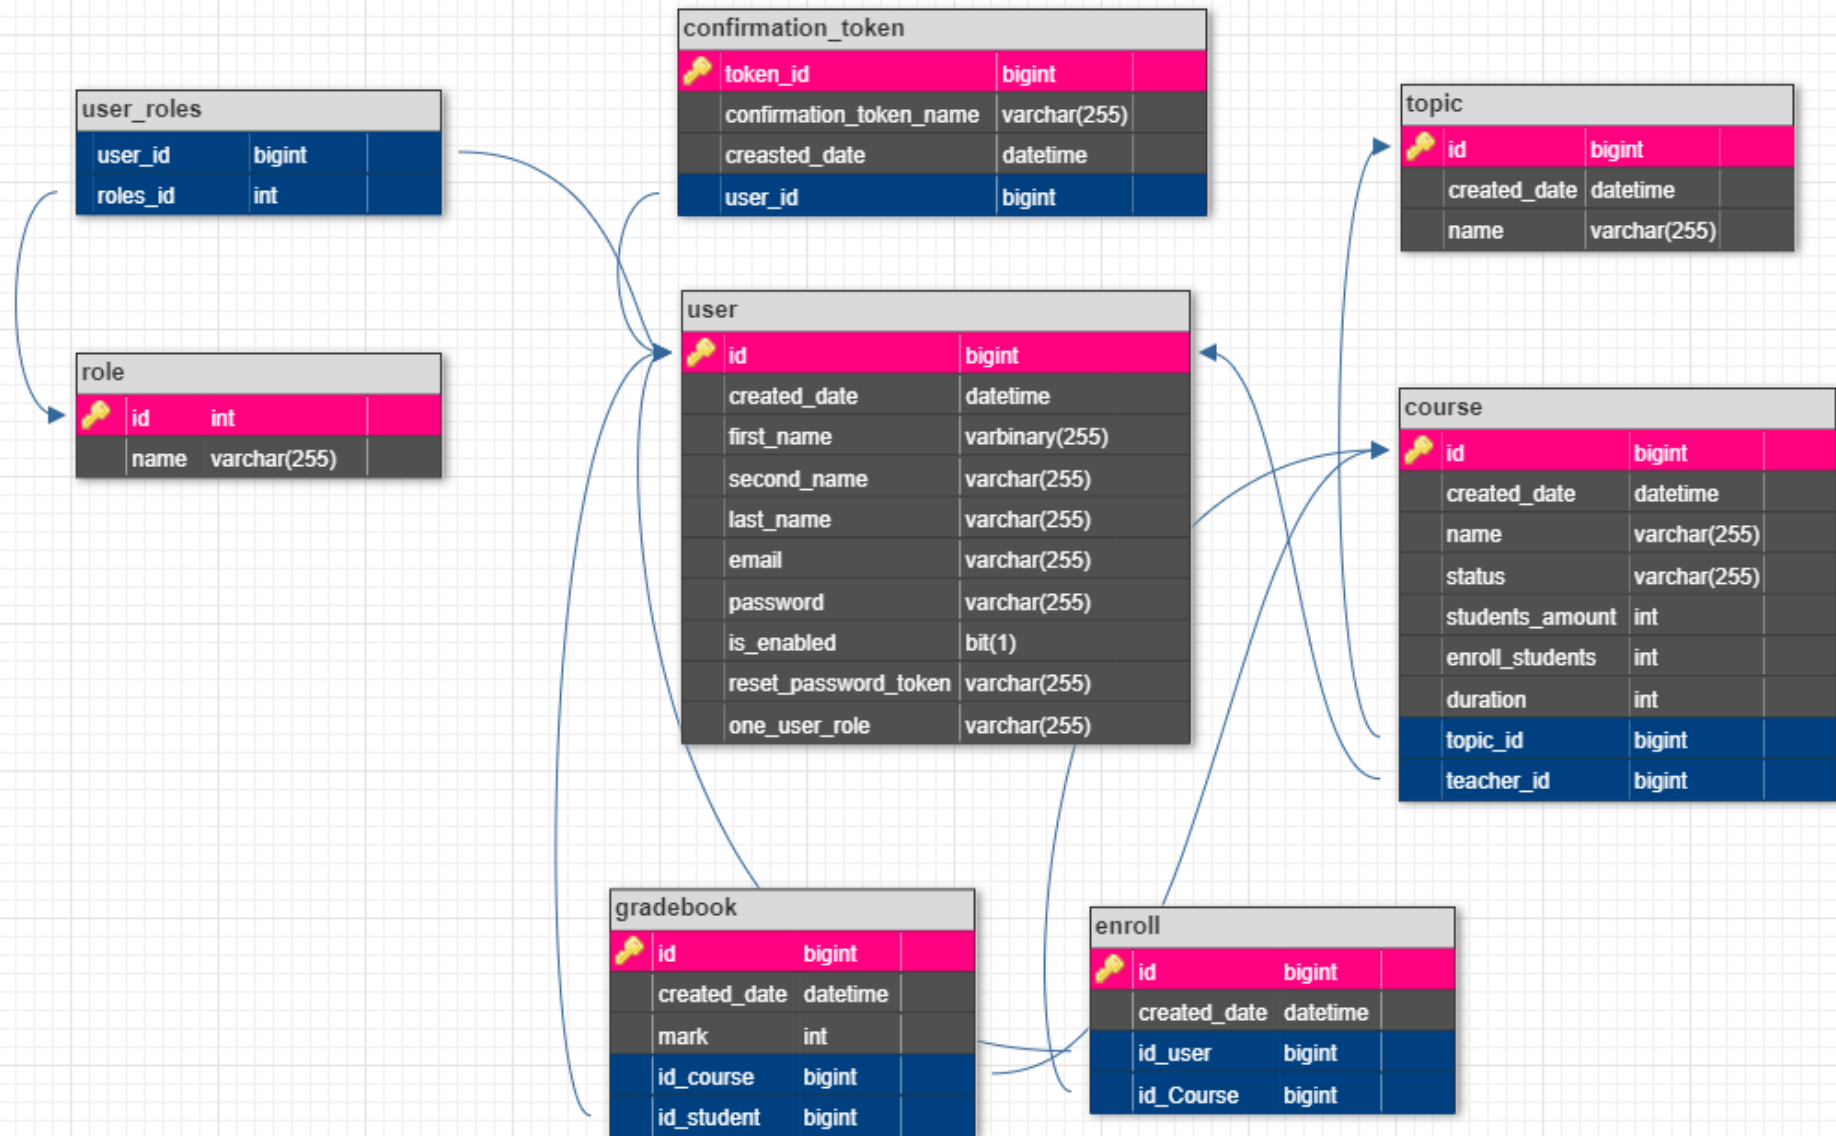 confirmation_token
token_id bigint
confirmation_token_name varchar(255)
creasted_date datetime
user_id bigint
user_roles
user_id bigint
roles_id int
topic
id bigint
created_date datetime
name varchar(255)
user
id bigint
created_date datetime
first_name varbinary(255)
second_name varchar(255)
last_name varchar(255)
email varchar(255)
password varchar(255)
is_enabled bit(1)
reset_password_token varchar(255)
one_user_role varchar(255)
role
id int
name varchar(255)
course
id bigint
created_date datetime
name varchar(255)
status varchar(255)
students_amount int
enroll_students int
duration int
topic_id bigint
teacher_id bigint
gradebook
id bigint
created_date datetime
mark int
id_course bigint
id_student bigint
enroll
id bigint
created_date datetime
id_user bigint
id_Course bigint